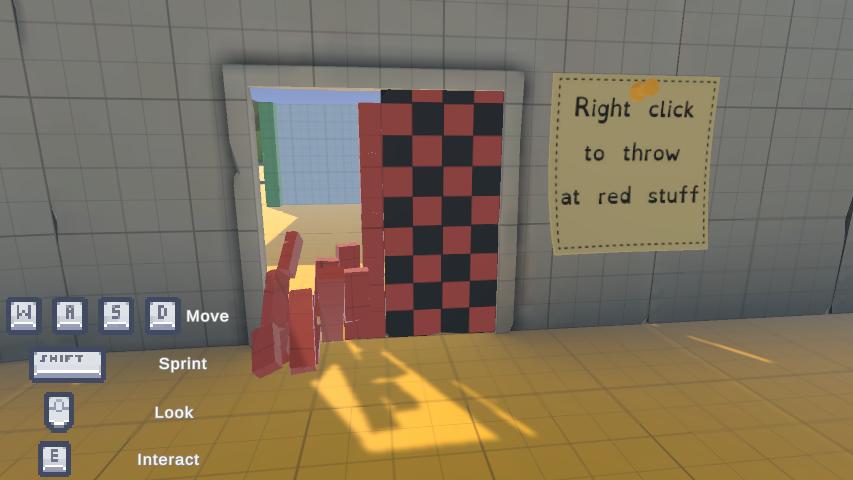 Right click
to throw
at red stuff
W A S D Move
SHIFT Sprint
Look
E Interact